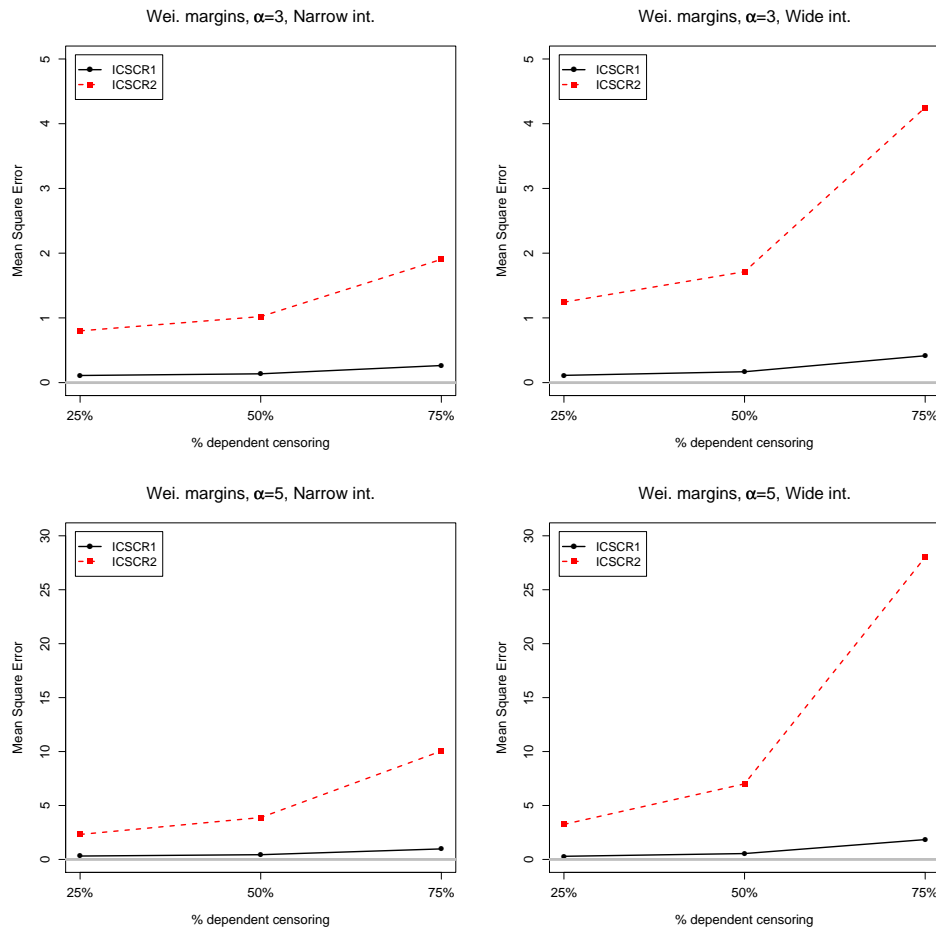 Wei. margins, α=3, Narrow int.
Mean Square Error
5
4
3
2
1
0
ICSCR1
ICSCR2
25%
50%
75%
% dependent censoring
Wei. margins, α=3, Wide int.
Mean Square Error
5
4
3
2
1
0
ICSCR1
ICSCR2
25%
50%
75%
% dependent censoring
Wei. margins, α=5, Narrow int.
Mean Square Error
30
25
20
15
10
5
0
ICSCR1
ICSCR2
25%
50%
75%
% dependent censoring
Wei. margins, α=5, Wide int.
Mean Square Error
30
25
20
15
10
5
0
ICSCR1
ICSCR2
25%
50%
75%
% dependent censoring